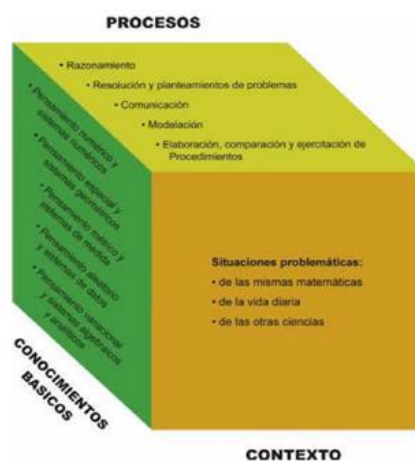 PROCESOS
• Razonamiento
• Resolución y planteamientos de problemas
• Comunicación
• Modelación
• Elaboración, comparación y ejercitación de
Procedimientos
• Pensamiento numérico y
sistemas numéricos
• Pensamiento espacial y
sistemas geométricos
• Pensamiento métrico y
sistemas de medida
• Pensamiento aleatorio
y sistemas de datos
• Pensamiento variacional
y sistemas algebraicos
y analíticos
Situaciones problemáticas:
• de las mismas matemáticas
• de la vida diaria
• de las otras ciencias
CONOCIMIENTOS
BASICOS
CONTEXTO